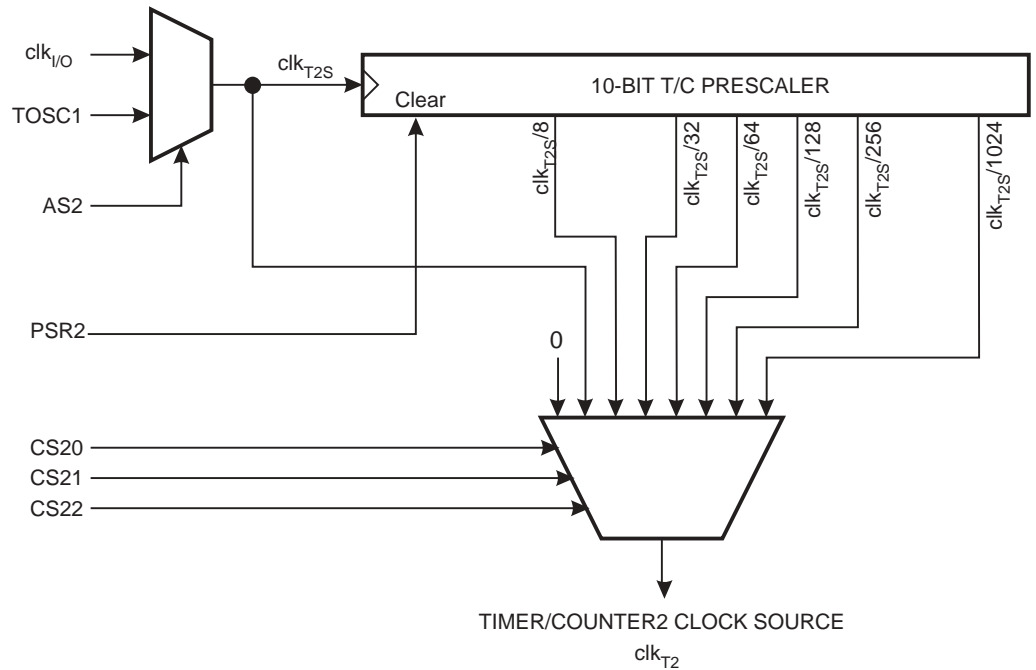 clkI/O
clkT2S
10-BIT T/C PRESCALER
TOSC1
Clear
clkT2S/8
clkT2S/32
clkT2S/64
clkT2S/128
clkT2S/256
clkT2S/1024
AS2
PSR2
0
CS20
CS21
CS22
TIMER/COUNTER2 CLOCK SOURCE
clkT2